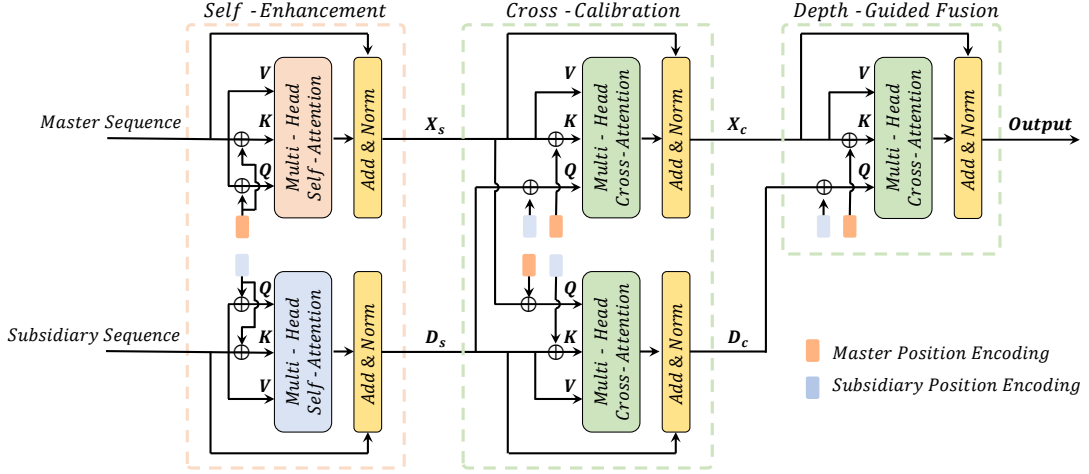 Self - Enhancement
Cross - Calibration
Depth - Guided Fusion
Master Sequence
V
K
Q
Multi - Head
Self - Attention
Add & Norm
X_s
V
K
Q
Multi - Head
Cross - Attention
Add & Norm
X_c
V
K
Q
Multi - Head
Cross - Attention
Add & Norm
Output
Subsidiary Sequence
Q
K
V
Multi - Head
Self - Attention
Add & Norm
D_s
Q
K
V
Multi - Head
Cross - Attention
Add & Norm
D_c
Master Position Encoding
Subsidiary Position Encoding